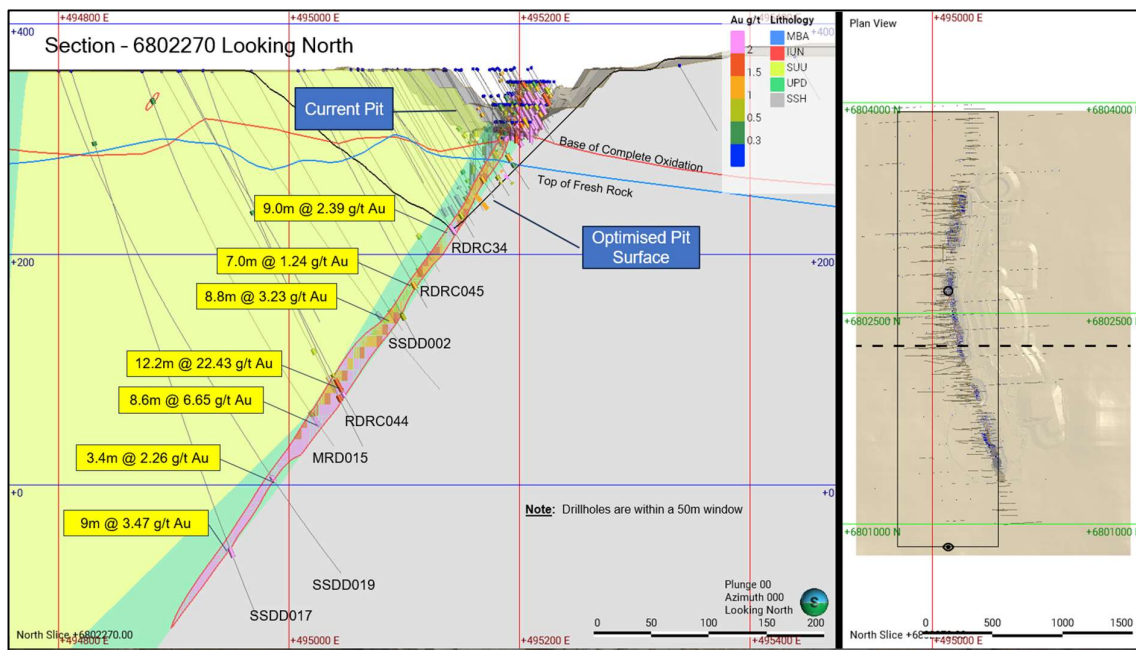 +494800 E
+495000 E
+495200 E
+400
+400
Section - 6802270 Looking North
Au g/t
Lithology
2
1.5
1
0.5
0.3
MBA
IUN
SUU
UPD
SSH
Current Pit
Base of Complete Oxidation
Top of Fresh Rock
9.0m @ 2.39 g/t Au
RDRC34
Optimised Pit
Surface
+200
+200
7.0m @ 1.24 g/t Au
RDRC045
8.8m @ 3.23 g/t Au
SSDD002
12.2m @ 22.43 g/t Au
8.6m @ 6.65 g/t Au
RDRC044
3.4m @ 2.26 g/t Au
MRD015
+0
+0
Note: Drillholes are within a 50m window
9m @ 3.47 g/t Au
SSDD019
SSDD017
Plunge 00
Azimuth 000
Looking North
S
0 50 100 150 200
North Slice +6802270.00
+494800 E
+495000 E
+495200 E
+495400 E
Plan View
+495000 E
+6804000 N
+6804000 N
+6802500 N
+6802500 N
+6801000 N
+6801000 N
0 500 1000 1500
+495000 E